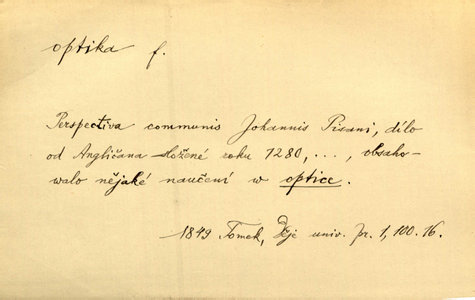 optika f.
Perspectiva communis Johannis Pisani, dílo
od Angličana složené roku 1280, ..., obsaho-
walo nějaké naučení w optice.
1849 Tomek, Děje univ. pr. 1, 100.16.